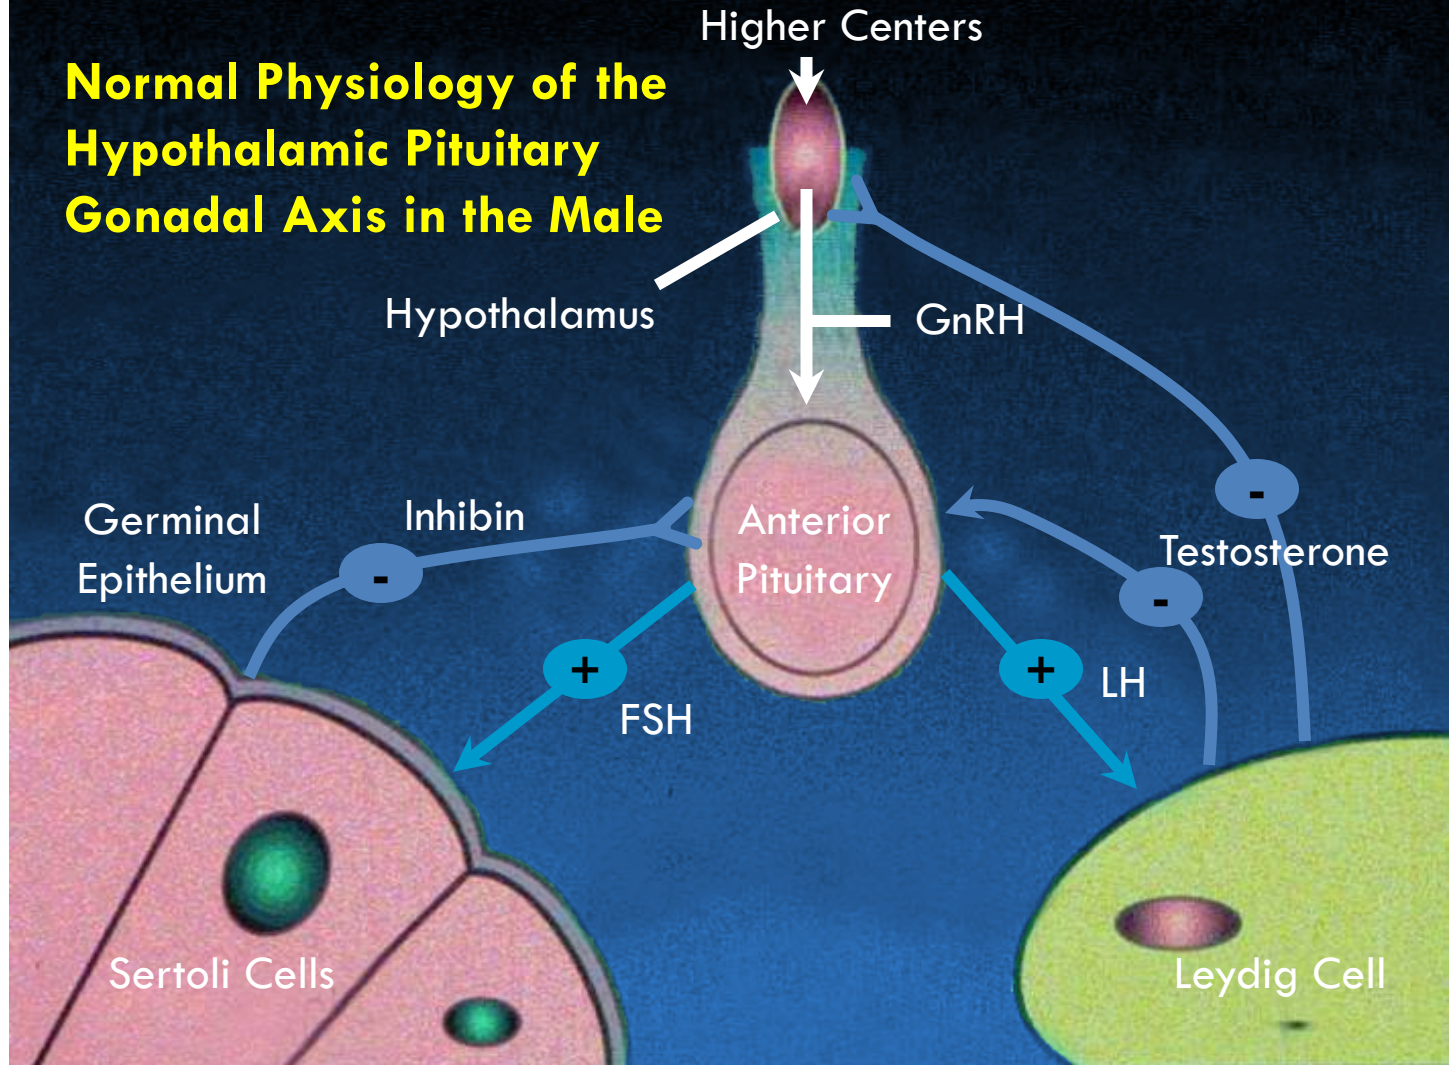 Higher Centers
Normal Physiology of the
Hypothalamic Pituitary
Gonadal Axis in the Male
Hypothalamus
GnRH
Germinal
Epithelium
Inhibin
-
Anterior
Pituitary
-
Testosterone
-
+
FSH
+
LH
Sertoli Cells
Leydig Cell